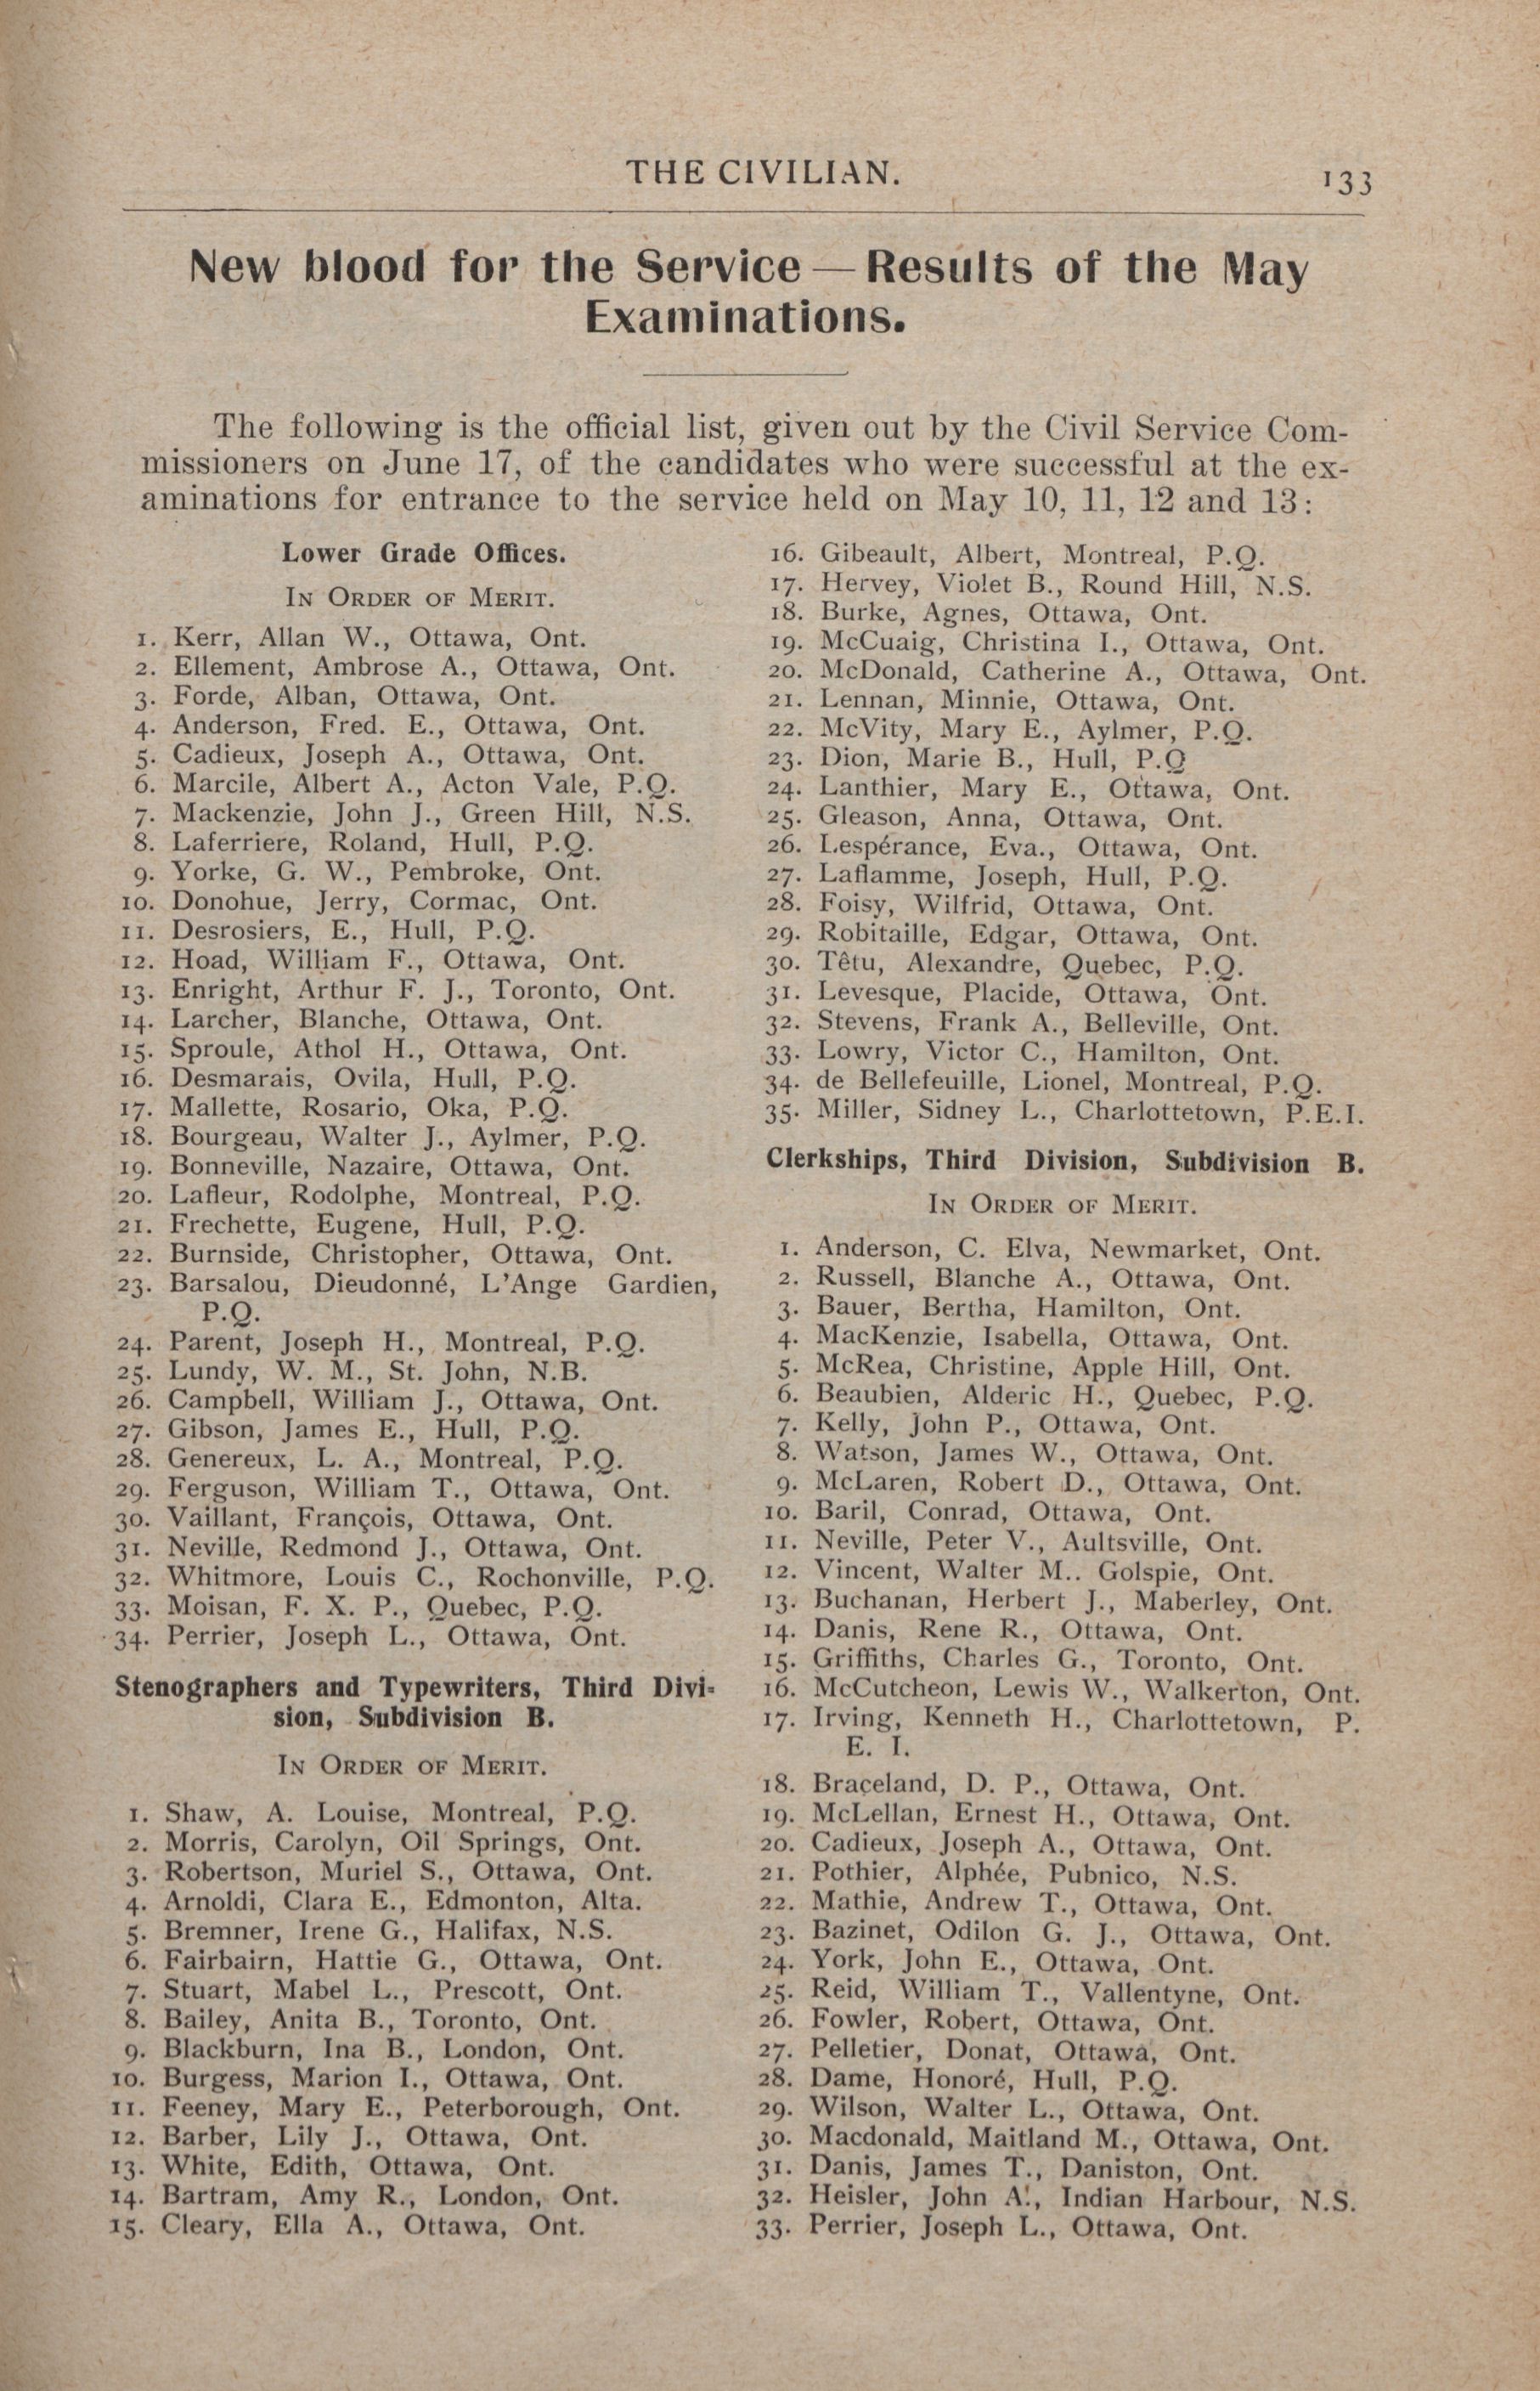 THE CIVILIAN.
133
New blood for the Service — Results of the May
Examinations.
The following is the official list, given out by the Civil Service Com-
missioners on June 17, of the candidates who were successful at the ex-
aminations for entrance to the service held on May 10, 11, 12 and 13:
Lower Grade Offices.
In Order of Merit.
1. Kerr, Allan W., Ottawa, Ont.
2. Ellement, Ambrose A., Ottawa, Ont.
3. Forde, Alban, Ottawa, Ont.
4. Anderson, Fred. E., Ottawa, Ont.
5. Cadieux, Joseph A., Ottawa, Ont.
6. Marcile, Albert A., Acton Vale, P.Q.
7. Mackenzie, John J., Green Hill, N.S.
8. Laferriere, Roland, Hull, P.Q.
9. Yorke, G. W., Pembroke, Ont.
10. Donohue, Jerry, Cormac, Ont.
11. Desrosiers, E., Hull, P.Q.
12. Hoad, William F., Ottawa, Ont.
13. Enright, Arthur F. J., Toronto, Ont.
14. Larcher, Blanche, Ottawa, Ont.
15. Sproule, Athol H., Ottawa, Ont.
16. Desmarais, Ovila, Hull, P.Q.
17. Mallette, Rosario, Oka, P.Q.
18. Bourgeau, Walter J., Aylmer, P.Q.
19. Bonneville, Nazaire, Ottawa, Ont.
20. Lafleur, Rodolphe, Montreal, P.Q.
21. Frechette, Eugene, Hull, P.Q.
22. Burnside, Christopher, Ottawa, Ont.
23. Barsalou, Dieudonné, L'Ange Gardien,
P.Q.
24. Parent, Joseph H., Montreal, P.Q.
25. Lundy, W. M., St. John, N.B.
26. Campbell, William J., Ottawa, Ont.
27. Gibson, James E., Hull, P.Q.
28. Genereux, L. A., Montreal, P.Q.
29. Ferguson, William T., Ottawa, Ont.
30. Vaillant, François, Ottawa, Ont.
31. Neville, Redmond J., Ottawa, Ont.
32. Whitmore, Louis C., Rochonville, P.Q.
33. Moisan, F. X. P., Quebec, P.Q.
34. Perrier, Joseph L., Ottawa, Ont.
Stenographers and Typewriters, Third Divi-
sion, Subdivision B.
In Order of Merit.
1. Shaw, A. Louise, Montreal, P.Q.
2. Morris, Carolyn, Oil Springs, Ont.
3. Robertson, Muriel S., Ottawa, Ont.
4. Arnoldi, Clara E., Edmonton, Alta.
5. Bremner, Irene G., Halifax, N.S.
6. Fairbairn, Hattie G., Ottawa, Ont.
7. Stuart, Mabel L., Prescott, Ont.
8. Bailey, Anita B., Toronto, Ont.
9. Blackburn, Ina B., London, Ont.
10. Burgess, Marion I., Ottawa, Ont.
11. Feeney, Mary E., Peterborough, Ont.
12. Barber, Lily J., Ottawa, Ont.
13. White, Edith, Ottawa, Ont.
14. Bartram, Amy R., London, Ont.
15. Cleary, Ella A., Ottawa, Ont.
16. Gibeault, Albert, Montreal, P.Q.
17. Hervey, Violet B., Round Hill, N.S.
18. Burke, Agnes, Ottawa, Ont.
19. McCuaig, Christina I., Ottawa, Ont.
20. McDonald, Catherine A., Ottawa, Ont.
21. Lennan, Minnie, Ottawa, Ont.
22. McVity, Mary E., Aylmer, P.Q.
23. Dion, Marie B., Hull, P.Q
24. Lanthier, Mary E., Ottawa, Ont.
25. Gleason, Anna, Ottawa, Ont.
26. Lespérance, Eva., Ottawa, Ont.
27. Laflamme, Joseph, Hull, P.Q.
28. Foisy, Wilfrid, Ottawa, Ont.
29. Robitaille, Edgar, Ottawa, Ont.
30. Têtu, Alexandre, Quebec, P.Q.
31. Levesque, Placide, Ottawa, Ont.
32. Stevens, Frank A., Belleville, Ont.
33. Lowry, Victor C., Hamilton, Ont.
34. de Bellefeuille, Lionel, Montreal, P.Q.
35. Miller, Sidney L., Charlottetown, P.E.I.
Clerkships, Third Division, Subdivision B.
In Order of Merit.
1. Anderson, C. Elva, Newmarket, Ont.
2. Russell, Blanche A., Ottawa, Ont.
3. Bauer, Bertha, Hamilton, Ont.
4. MacKenzie, Isabella, Ottawa, Ont.
5. McRea, Christine, Apple Hill, Ont.
6. Beaubien, Alderic H., Quebec, P.Q.
7. Kelly, John P., Ottawa, Ont.
8. Watson, James W., Ottawa, Ont.
9. McLaren, Robert D., Ottawa, Ont.
10. Baril, Conrad, Ottawa, Ont.
11. Neville, Peter V., Aultsville, Ont.
12. Vincent, Walter M.. Golspie, Ont.
13. Buchanan, Herbert J., Maberley, Ont.
14. Danis, Rene R., Ottawa, Ont.
15. Griffiths, Charles G., Toronto, Ont.
16. McCutcheon, Lewis W., Walkerton, Ont.
17. Irving, Kenneth H., Charlottetown, P.
E. I.
18. Braceland, D. P., Ottawa, Ont.
19. McLellan, Ernest H., Ottawa, Ont.
20. Cadieux, Joseph A., Ottawa, Ont.
21. Pothier, Alphée, Pubnico, N.S.
22. Mathie, Andrew T., Ottawa, Ont.
23. Bazinet, Odilon G. J., Ottawa, Ont.
24. York, John E., Ottawa, Ont.
25. Reid, William T., Vallentyne, Ont.
26. Fowler, Robert, Ottawa, Ont.
27. Pelletier, Donat, Ottawa, Ont.
28. Dame, Honoré, Hull, P.Q.
29. Wilson, Walter L., Ottawa, Ont.
30. Macdonald, Maitland M., Ottawa, Ont.
31. Danis, James T., Daniston, Ont.
32. Heisler, John A., Indian Harbour, N.S.
33. Perrier, Joseph L., Ottawa, Ont.